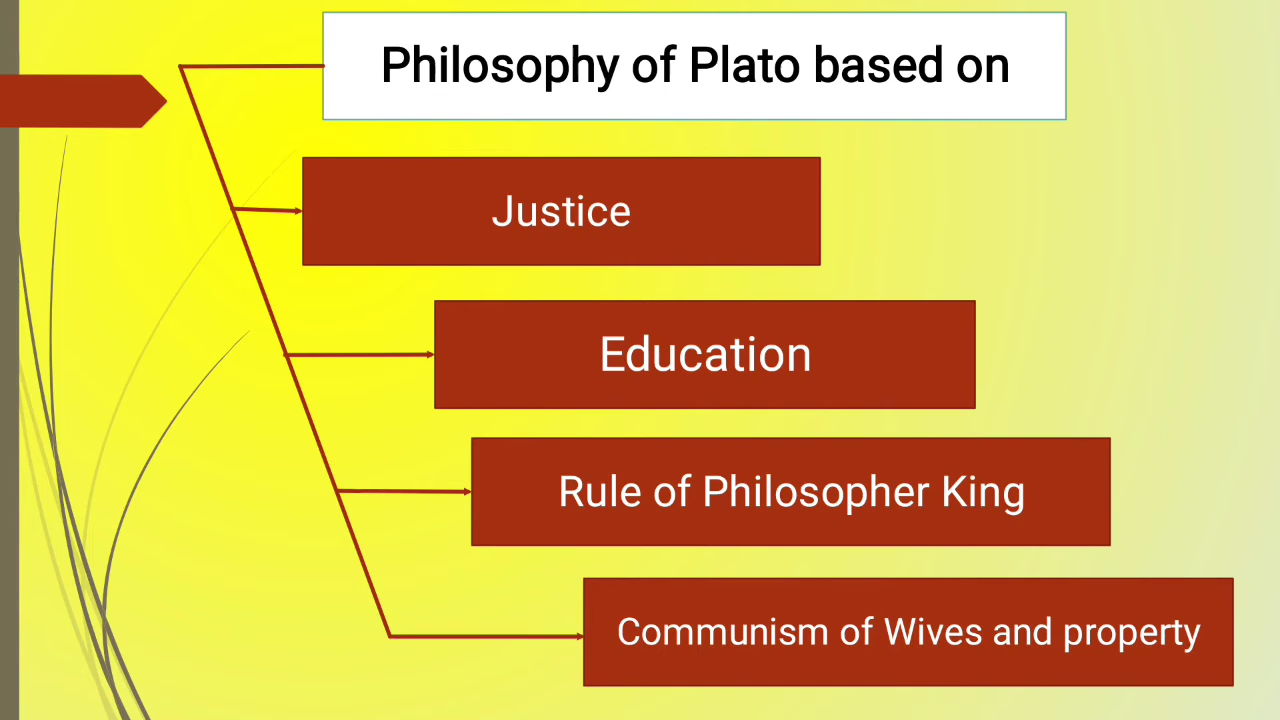 Philosophy of Plato based on
Justice
Education
Rule of Philosopher King
Communism of Wives and property